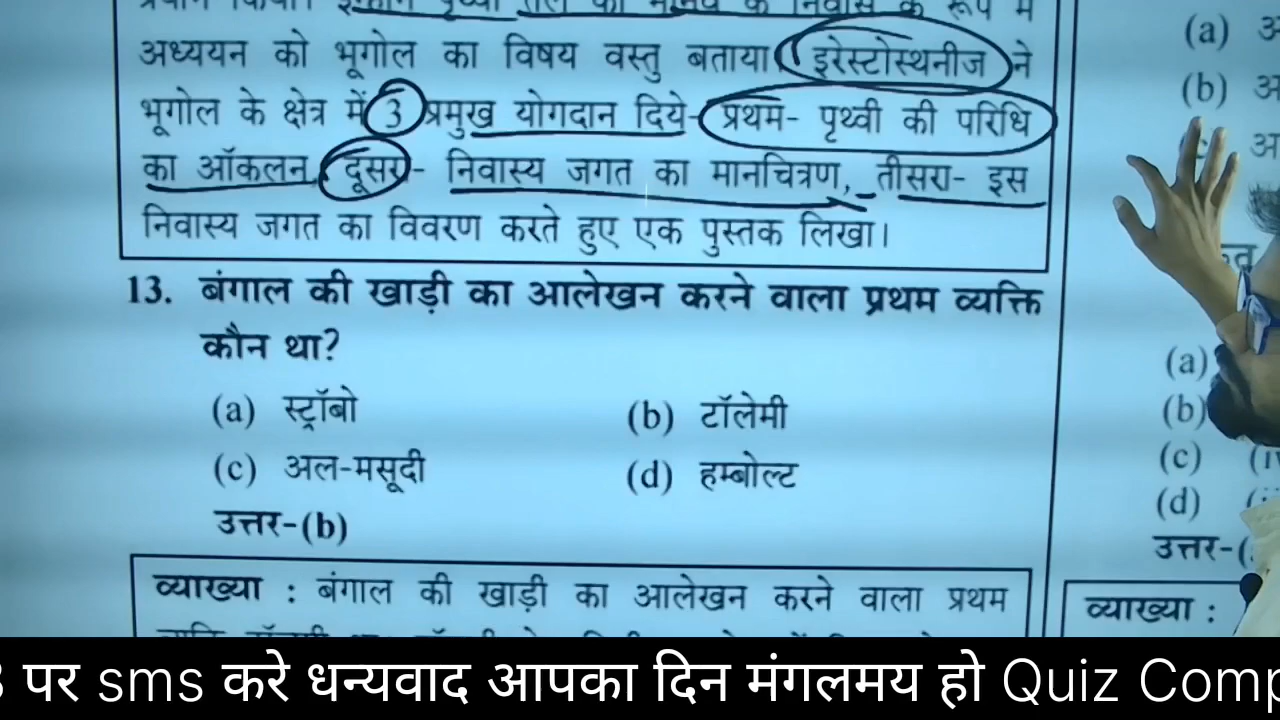 अध्ययन को भूगोल का विषय वस्तु बताया। इरेस्टोस्थनीज ने
भूगोल के क्षेत्र में 3 प्रमुख योगदान दिये- प्रथम- पृथ्वी की परिधि
का ऑकलन, दूसरा- निवास्य जगत का मानचित्रण, तीसरा- इस
निवास्य जगत का विवरण करते हुए एक पुस्तक लिखा।
13. बंगाल की खाड़ी का आलेखन करने वाला प्रथम व्यक्ति
कौन था?
(a) स्ट्रॉबो (b) टॉलेमी
(c) अल-मसूदी (d) हम्बोल्ट
उत्तर-(b)
व्याख्या : बंगाल की खाड़ी का आलेखन करने वाला प्रथम
(a)
(b)
(a)
(b)
(c)
(d)
उत्तर-(
व्याख्या :
पर sms करे धन्यवाद आपका दिन मंगलमय हो Quiz Comp